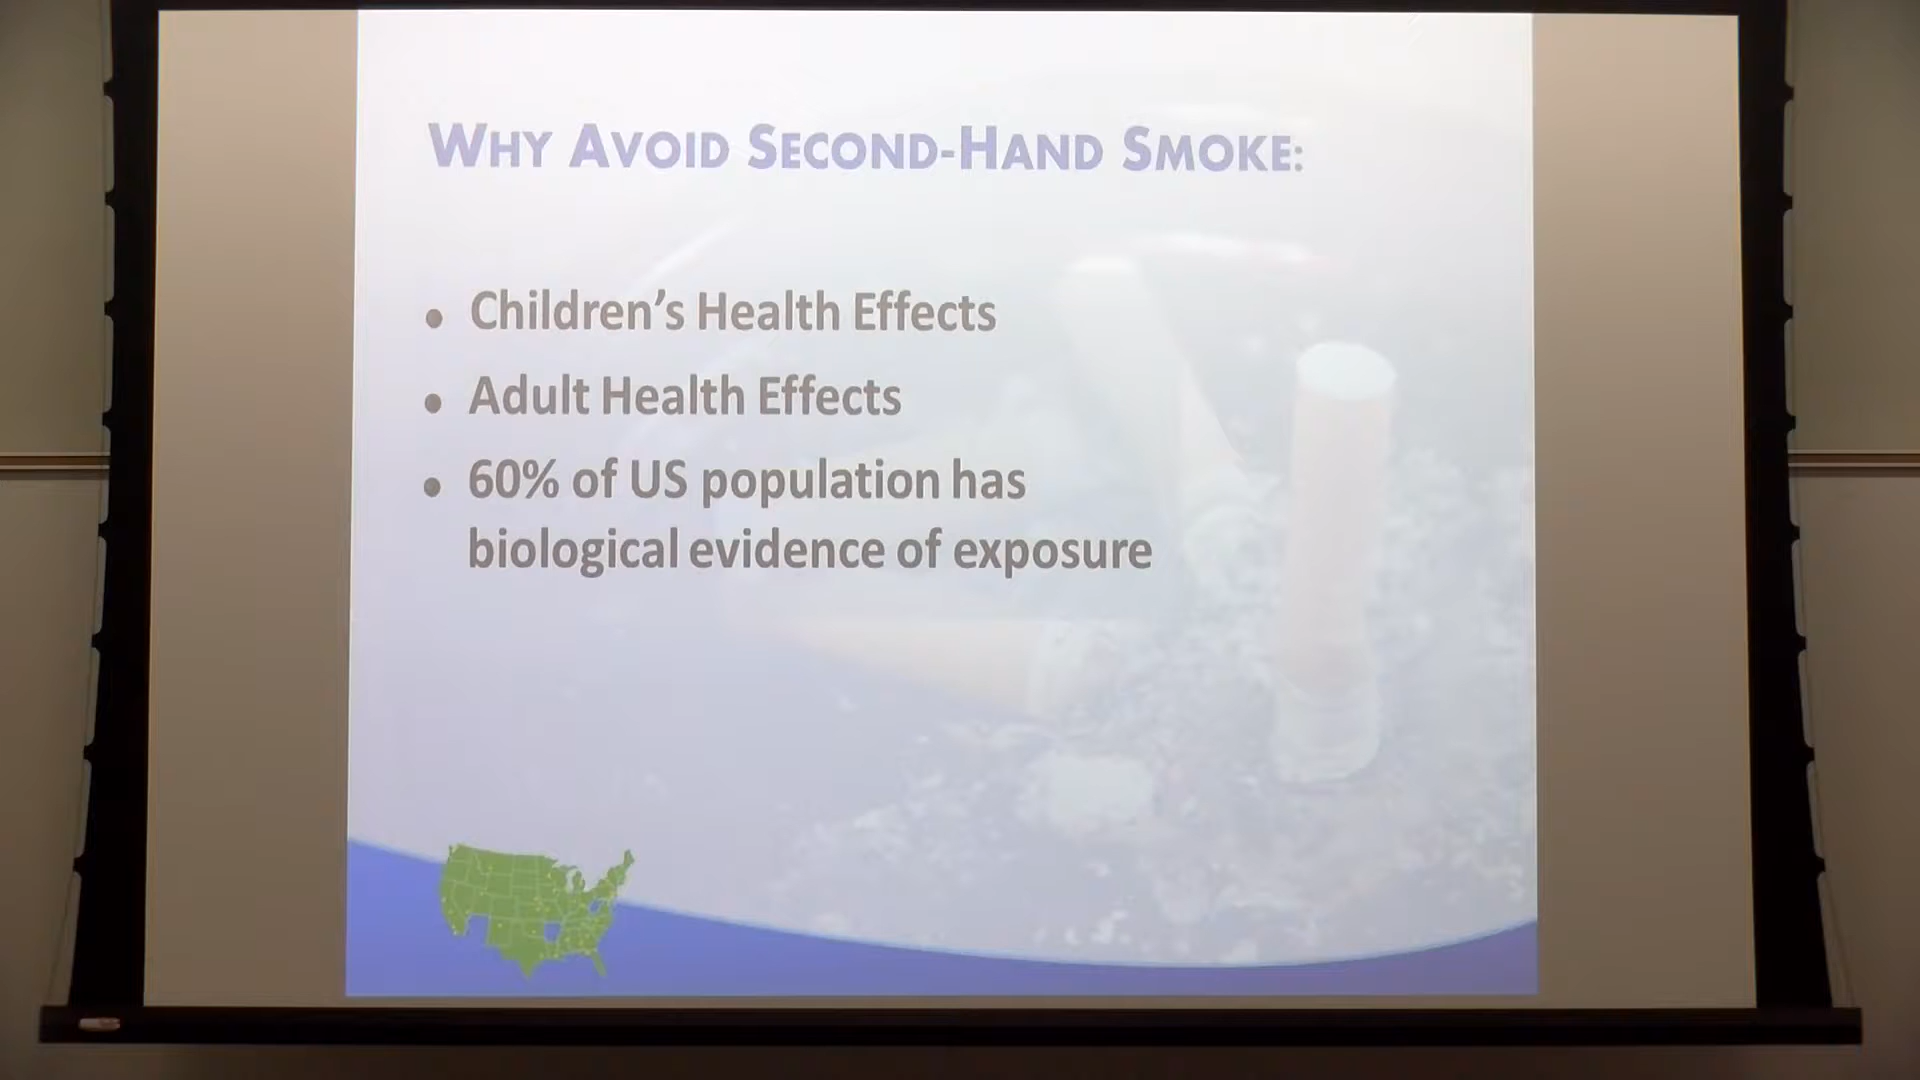 WHY AVOID SECOND-HAND SMOKE:
• Children's Health Effects
• Adult Health Effects
• 60% of US population has
biological evidence of exposure